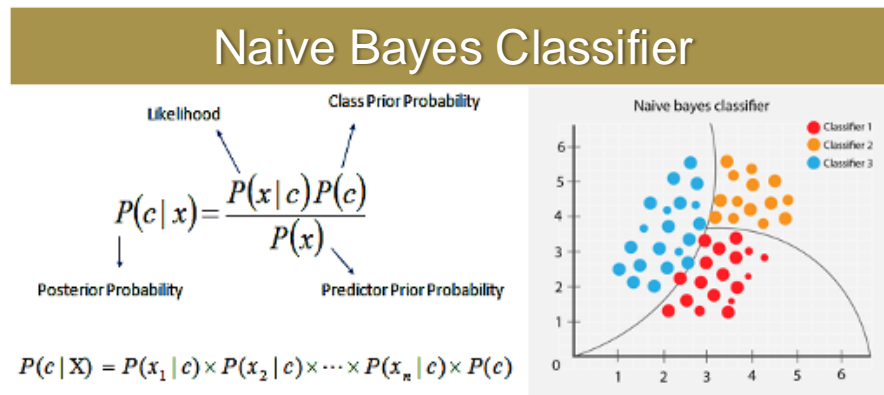 Naive Bayes Classifier
Likelihood
Class Prior Probability
P(c | x) = P(x | c)P(c) / P(x)
Posterior Probability
Predictor Prior Probability
P(c | X) = P(x₁ | c) × P(x₂ | c) × ⋯ × P(xₙ | c) × P(c)
Naive bayes classifier
Classifier 1
Classifier 2
Classifier 3
6
5
4
3
2
1
0
1 2 3 4 5 6